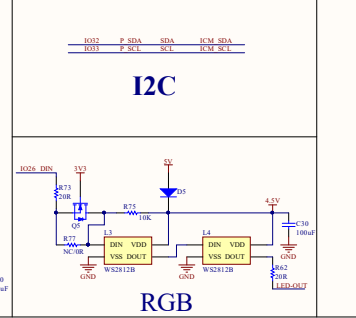 IO32 P_SDA SDA ICM_SDA
IO33 P_SCL SCL ICM_SCL
I2C
IO26 DIN 3V3 5V
R73
20R
D5
R75 4.5V
Q5 10K
C30
100uF
R77 L3 L4
NC/0R
DIN VDD DIN VDD
VSS DOUT VSS DOUT
GND
GND WS2812B GND WS2812B
R62
20R
LED-OUT
RGB